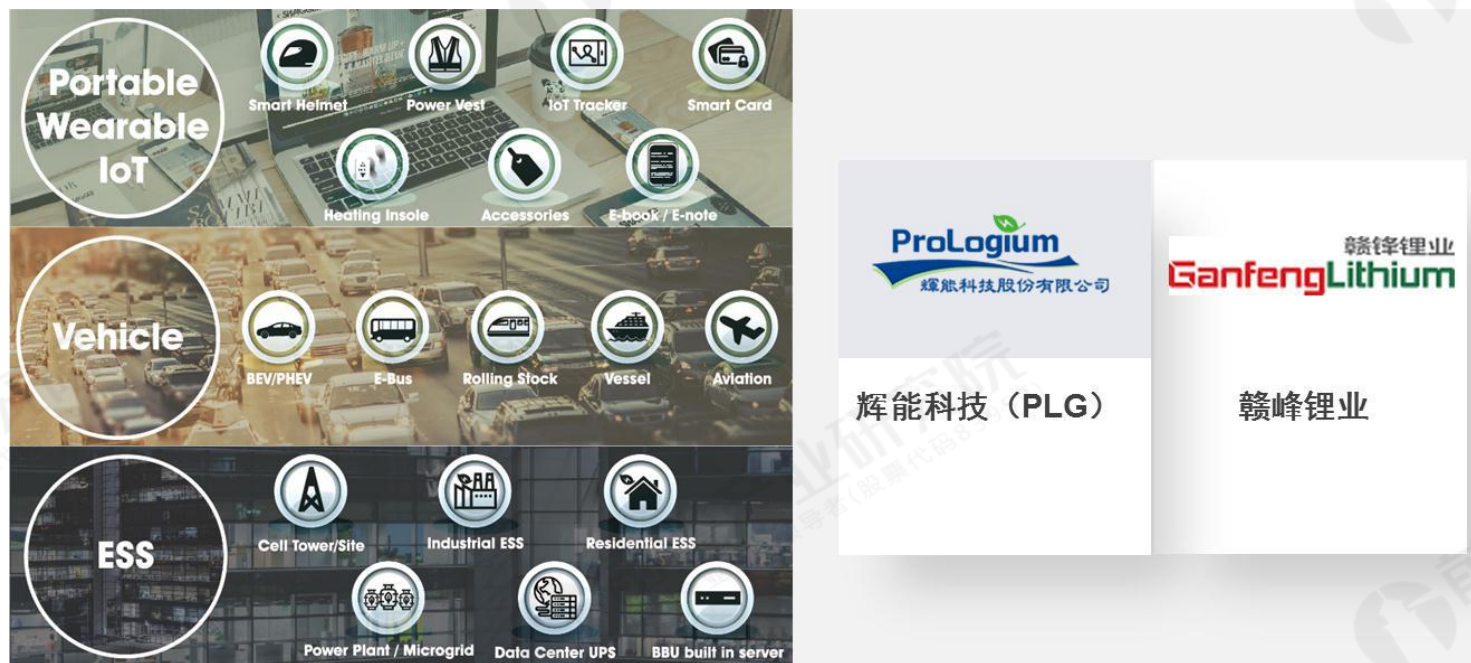 Portable
Wearable
IoT
Smart Helmet
Power Vest
IoT Tracker
Smart Card
Heating Insole
Accessories
E-book / E-note
Vehicle
BEV/PHEV
E-Bus
Rolling Stock
Vessel
Aviation
ESS
Cell Tower/Site
Industrial ESS
Residential ESS
Power Plant / Microgrid
Data Center UPS
BBU built in server
ProLogium
輝能科技股份有限公司
辉能科技（PLG）
赣锋锂业
GanfengLithium
赣峰锂业